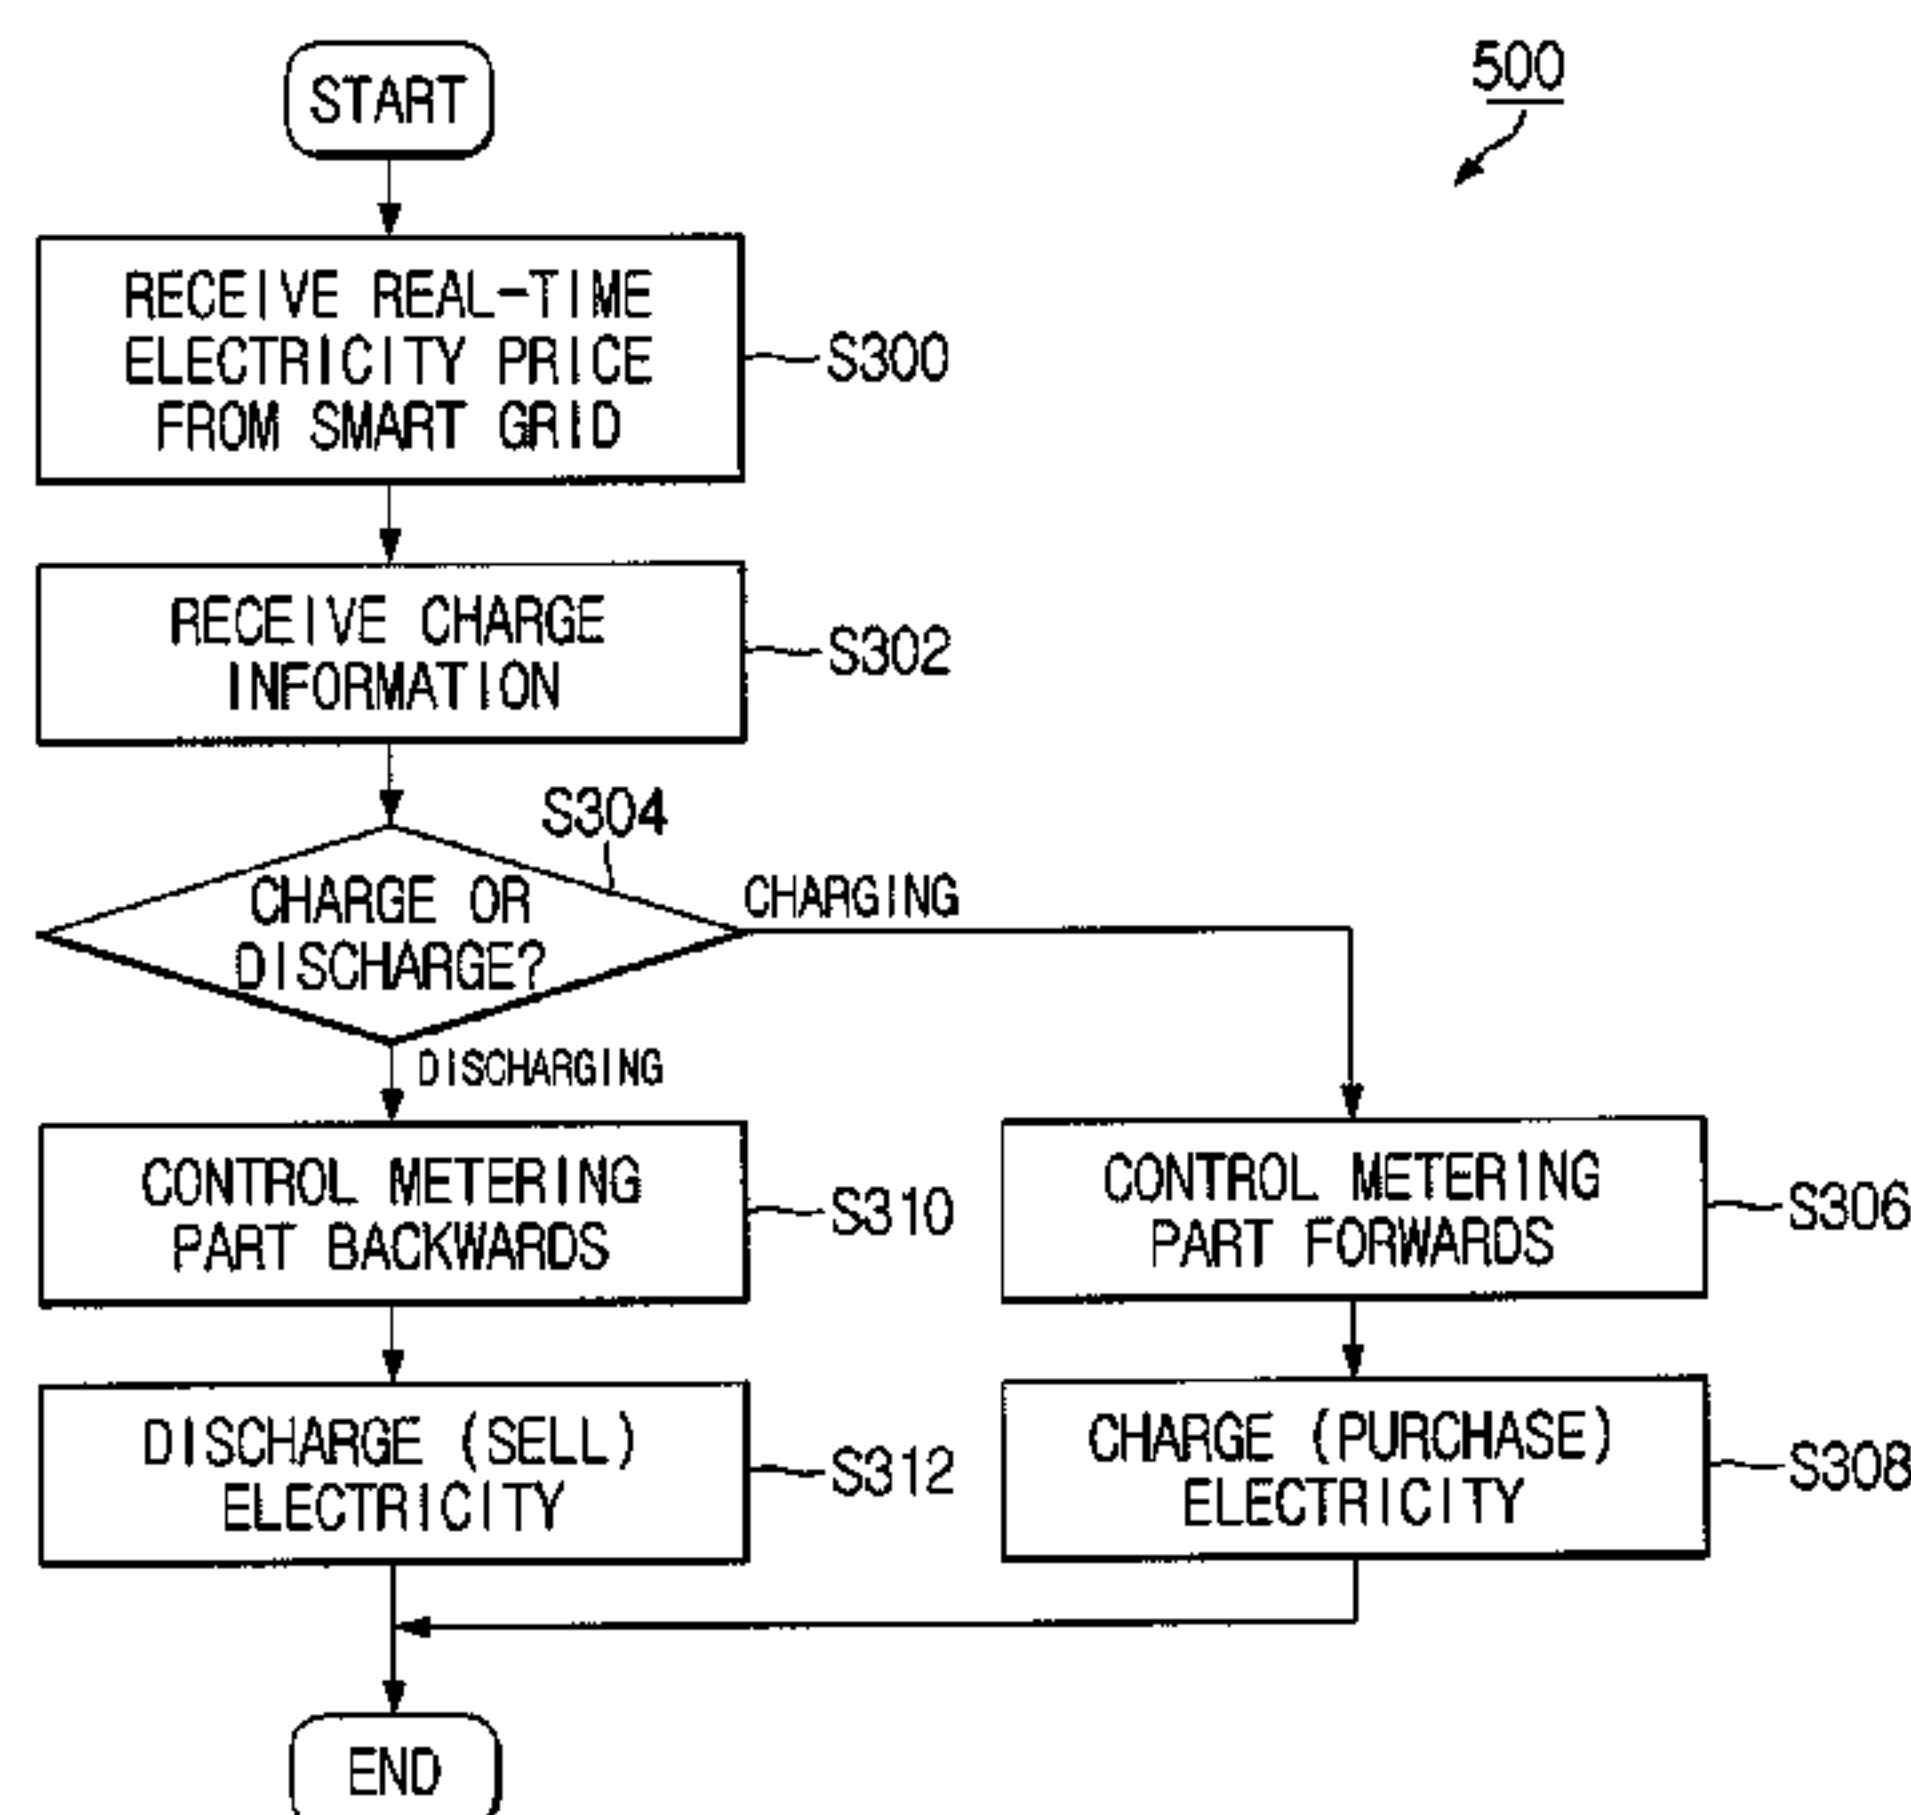 START
500
RECEIVE REAL-TIME
ELECTRICITY PRICE
FROM SMART GRID
S300
RECEIVE CHARGE
INFORMATION
S302
S304
CHARGE OR
DISCHARGE?
CHARGING
DISCHARGING
CONTROL METERING
PART BACKWARDS
S310
CONTROL METERING
PART FORWARDS
S306
DISCHARGE (SELL)
ELECTRICITY
S312
CHARGE (PURCHASE)
ELECTRICITY
S308
END